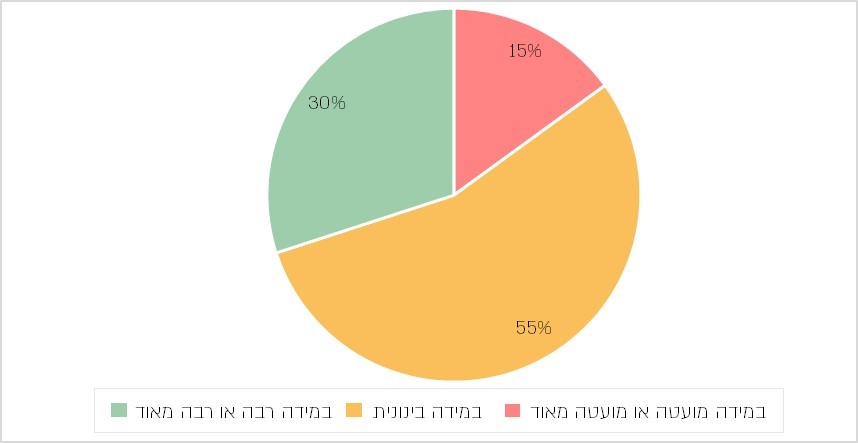 15%
30%
55%
במידה מועטה או מועטה מאוד
במידה בינונית
במידה רבה או רבה מאוד